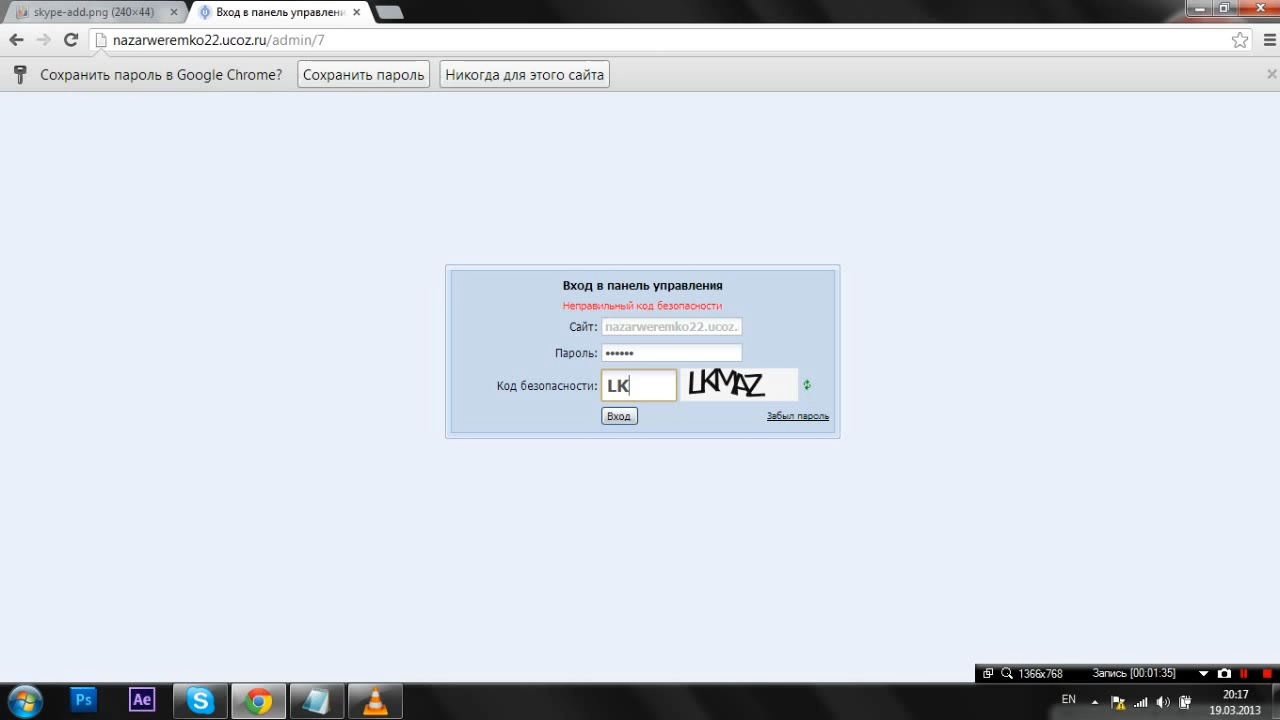 skype-add.png (240×44)
Вход в панель управлени
nazarweremko22.ucoz.ru/admin/7
Сохранить пароль в Google Chrome?
Сохранить пароль
Никогда для этого сайта
Вход в панель управления
Неправильный код безопасности
Сайт: nazarweremko22.ucoz.
Пароль: ••••••
Код безопасности: LK LKMAZ
Вход
Забыл пароль
1366x768 Запись [00:01:35]
Ps Ae S
EN
20:17
19.03.2013